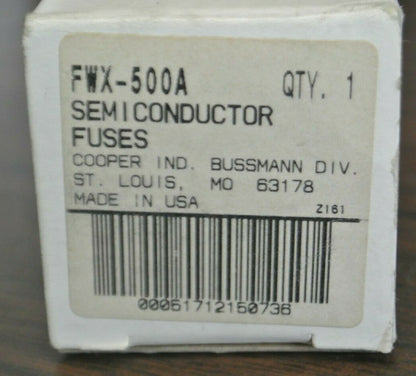 FWX-500A QTY. 1
SEMICONDUCTOR
FUSES
COOPER IND. BUSSMANN DIV.
ST. LOUIS, MO 63178
MADE IN USA
Z161
00051712150736